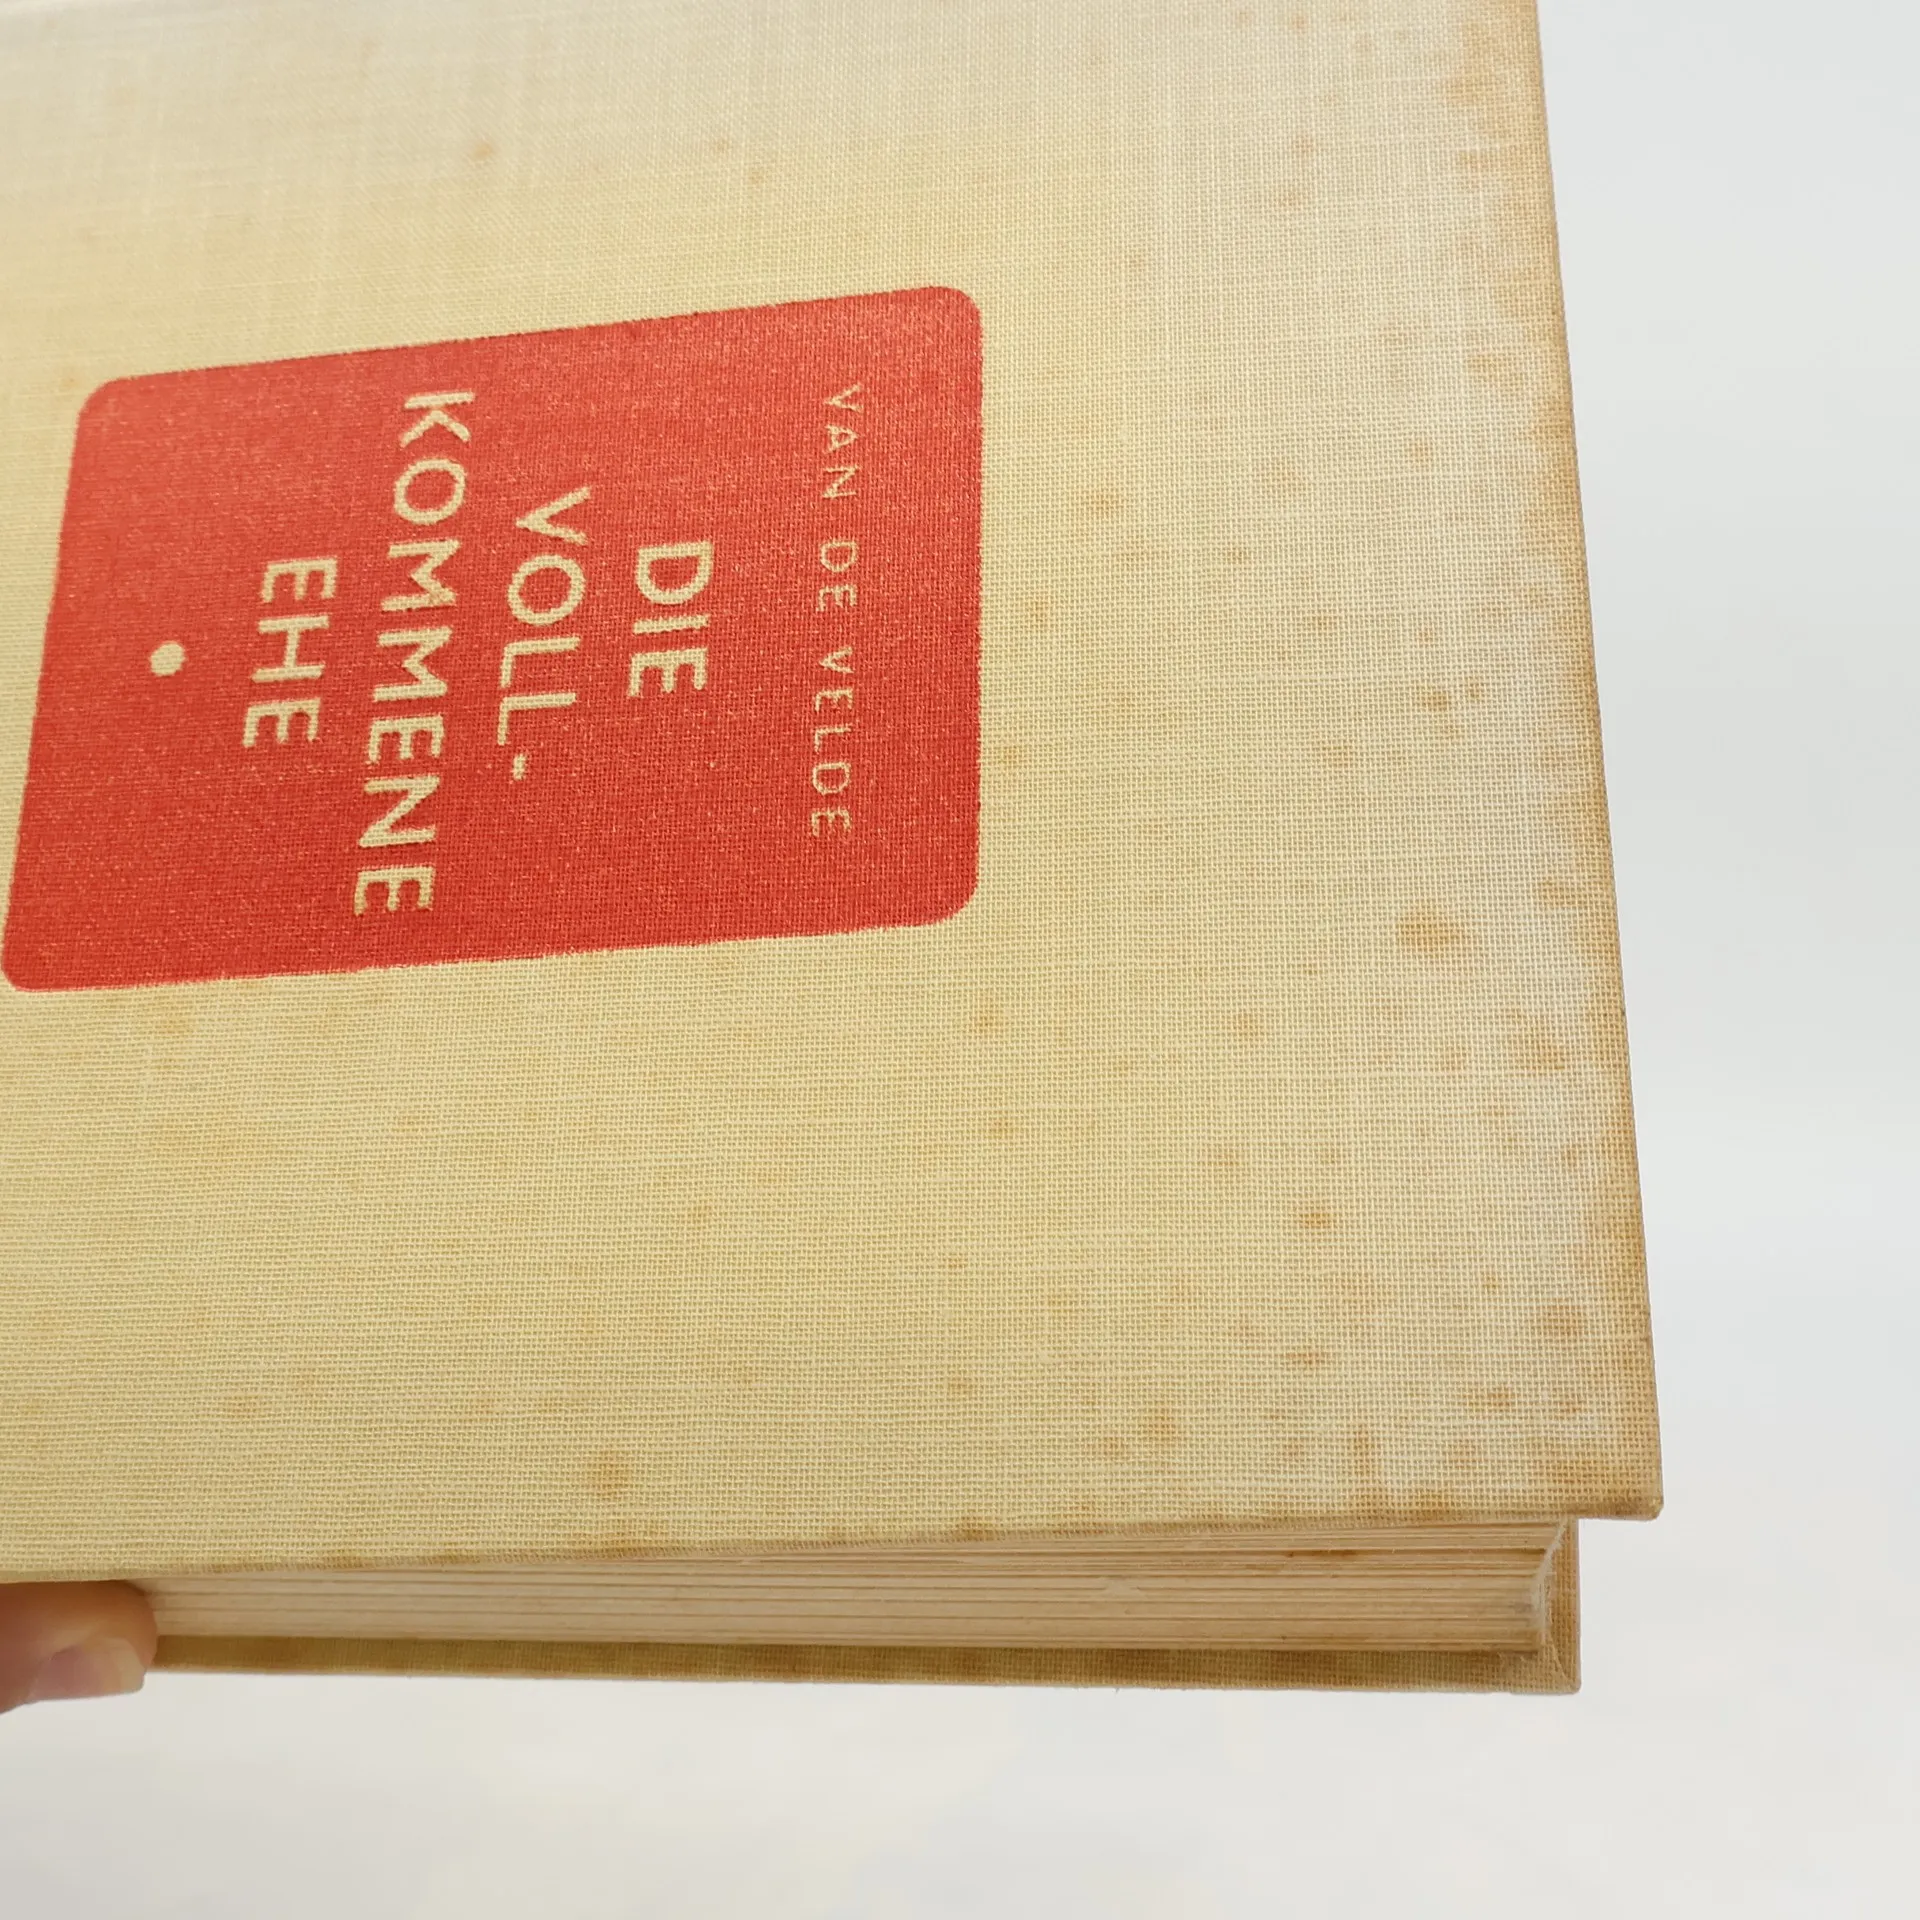 VAN DE VELDE
DIE
VOLL-
KOMMENE
EHE